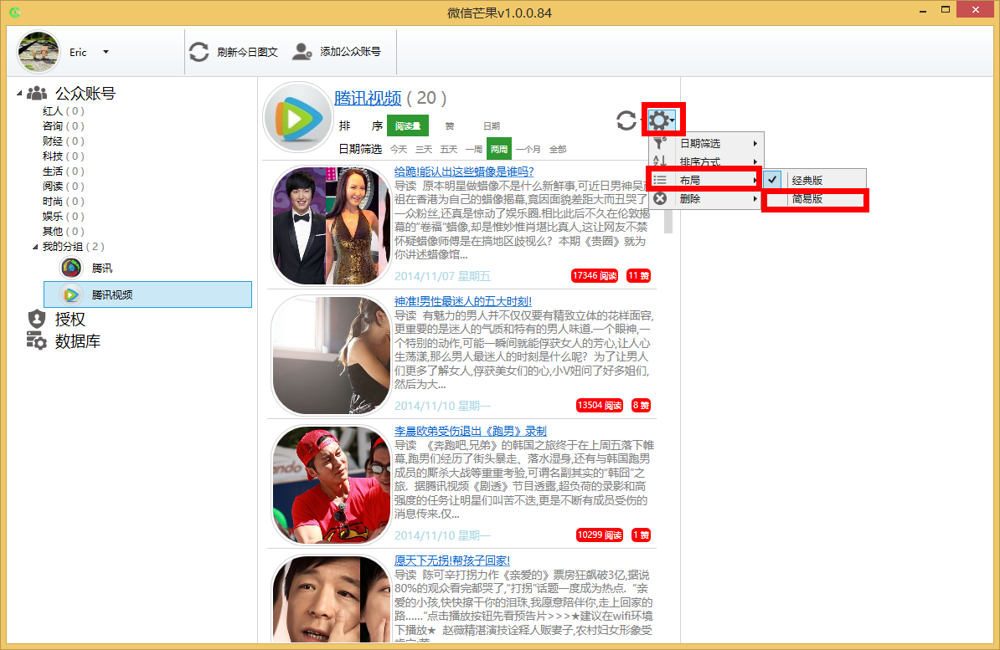 微信芒果v1.0.0.84
Eric
刷新今日图文
添加公众账号
公众账号
红人 ( 0 )
咨询 ( 0 )
财经 ( 0 )
科技 ( 0 )
生活 ( 0 )
阅读 ( 0 )
时尚 ( 0 )
娱乐 ( 0 )
其他 ( 0 )
我的分组 ( 2 )
腾讯
腾讯视频
授权
数据库
腾讯视频 ( 20 )
排 序 阅读量 赞 日期
日期筛选 今天 三天 五天 一周 两周 一个月 全部
日期筛选
排序方式
布局
删除
经典版
简易版
给跪!能认出这些蜡像是谁吗?
导读 原本明星做蜡像不是什么新鲜事,可近日男神吴
祖在香港为自己的蜡像揭幕,竟因面貌差距大而丑哭了
一众粉丝,还真是惊动了娱乐圈.相比此后不久在伦敦揭
幕的"卷福"蜡像,却是惟妙惟肖堪比真人,这让网友不禁
怀疑蜡像师傅是在搞地区歧视么? 本期《贵圈》就为
你讲述蜡像馆...
2014/11/07 星期五
17346 阅读
11 赞
神准!男性最迷人的五大时刻!
导读 有魅力的男人并不仅仅要有精致立体的花样面容,
更重要的是迷人的气质和特有的男人味道.一个眼神,一
个特别的动作,可能一瞬间就能俘获女人的芳心,让人心
生荡漾,那么男人最迷人的时刻是什么呢? 为了让男人
们更多了解女人,俘获美女们的心,小V妞问了好多姐们,
然后为大...
2014/11/10 星期一
13504 阅读
8 赞
李晨欧弟受伤退出《跑男》录制
导读 《奔跑吧,兄弟》的韩国之旅终于在上周五落下帷
幕,跑男们经历了街头暴走、落水湿身,还有与韩国跑男
成员的厮杀大战等重重考验,可谓名副其实的"韩囧"之
旅. 据腾讯视频《剧透》节目透露,超负荷的录影和高
强度的任务让明星们叫苦不迭,更是不断有成员受伤的
消息传来.仅...
2014/11/10 星期一
10299 阅读
1 赞
愿天下无拐!帮孩子回家!
导读 陈可辛打拐力作《亲爱的》票房狂飙破3亿,据说
80%的观众看完都哭了,"打拐"话题一度成为热点. "亲
爱的小孩,快快擦干你的泪珠,我愿意陪伴你,走上回家的
路......"点击播放按钮先看预告片>>>★建议在wifi环境
下播放★ 赵薇精湛演技诠释人贩妻子,农村妇女形象受